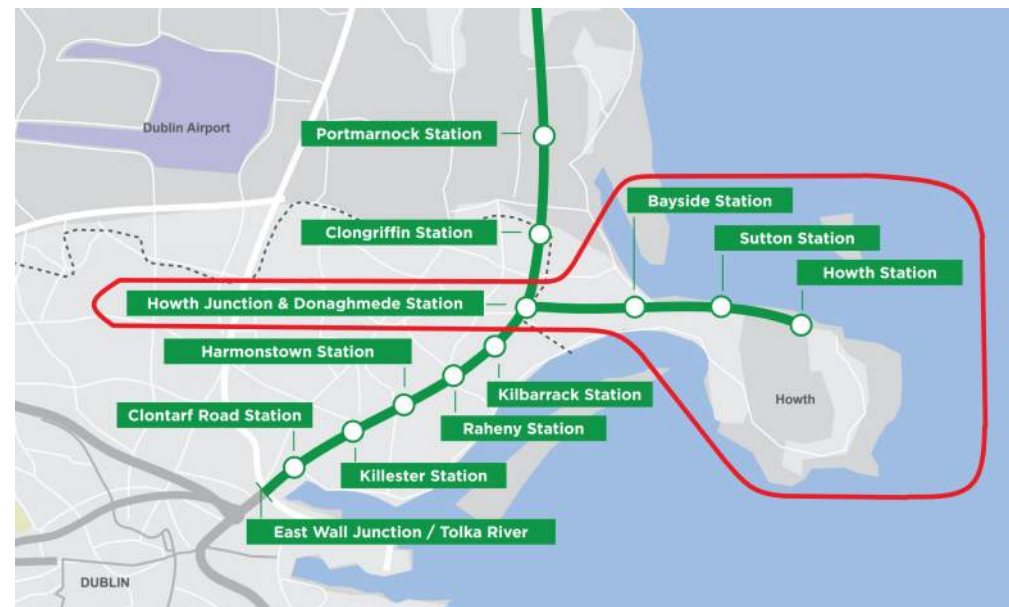 Portmarnock Station
Dublin Airport
Bayside Station
Clongriffin Station
Sutton Station
Howth Station
Howth Junction & Donaghmede Station
Harmonstown Station
Kilbarrack Station
Howth
Clontarf Road Station
Raheny Station
Killester Station
East Wall Junction / Tolka River
DUBLIN